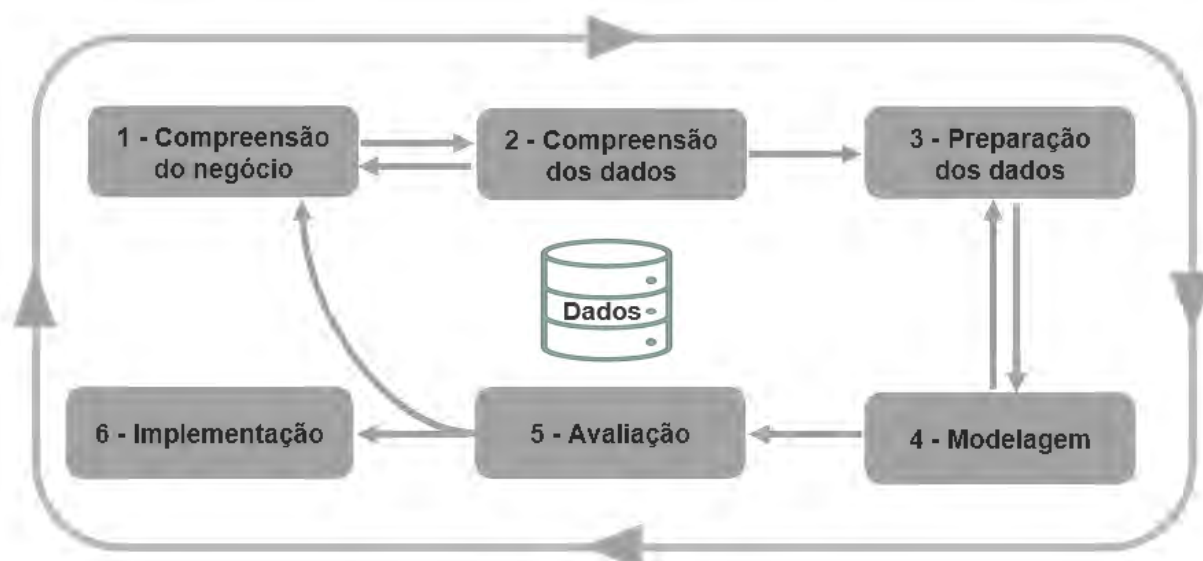 1 - Compreensão
do negócio
2 - Compreensão
dos dados
3 - Preparação
dos dados
Dados
6 - Implementação
5 - Avaliação
4 - Modelagem